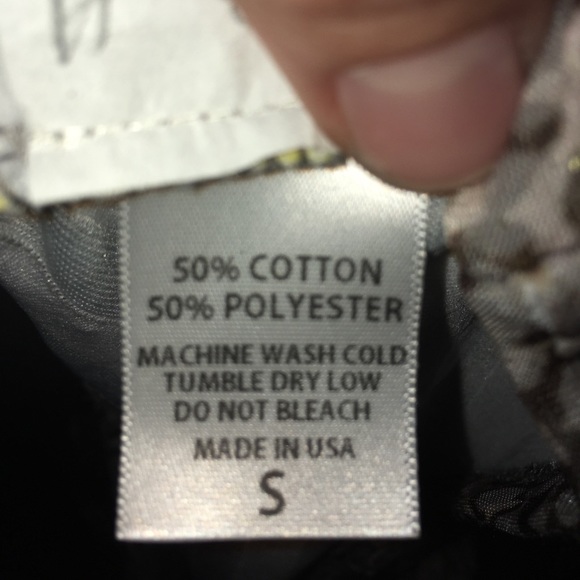 50% COTTON
50% POLYESTER
MACHINE WASH COLD
TUMBLE DRY LOW
DO NOT BLEACH
MADE IN USA
S